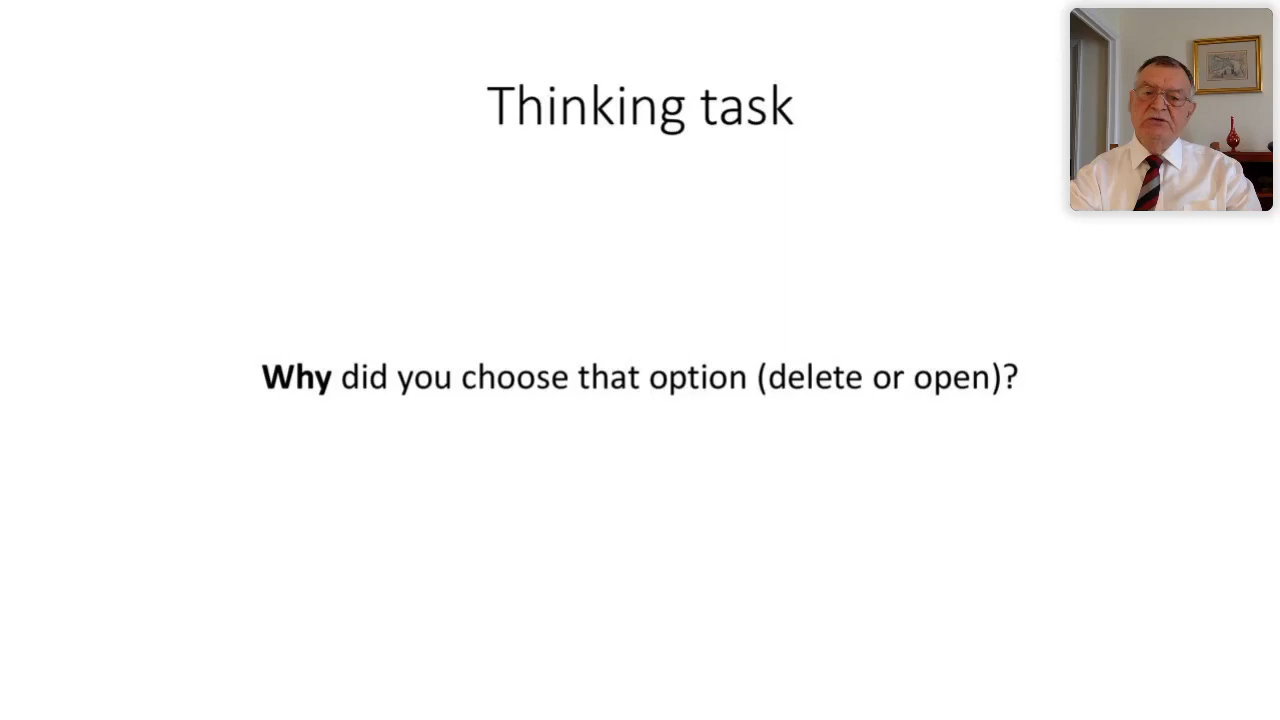 Thinking task
Why did you choose that option (delete or open)?